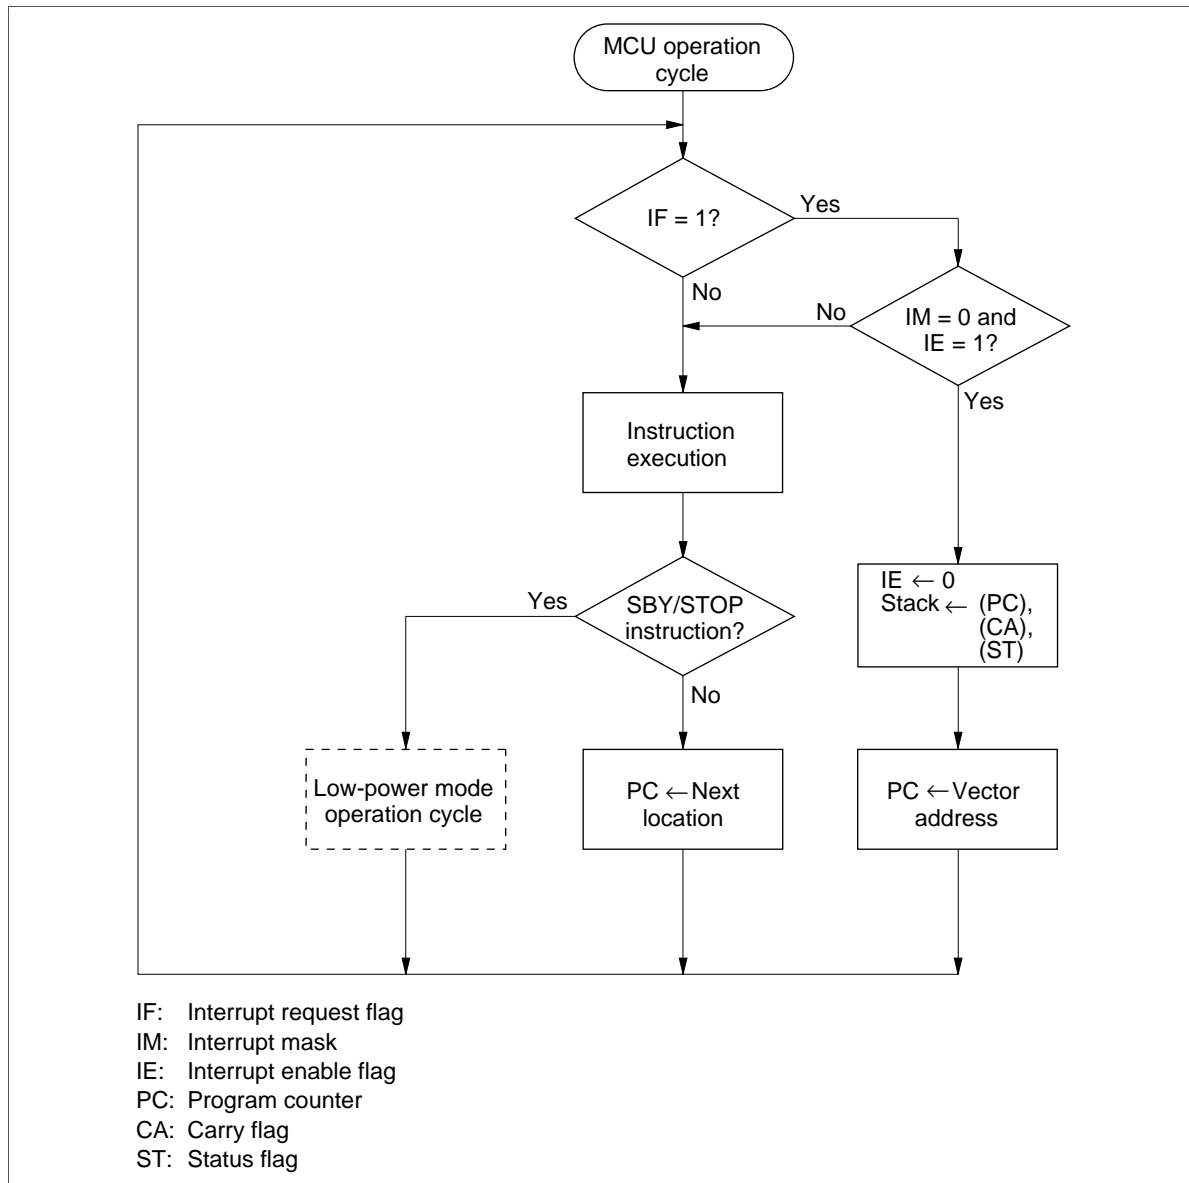 MCU operation
cycle
IF = 1?
Yes
No
IM = 0 and
IE = 1?
No
Yes
Instruction
execution
SBY/STOP
instruction?
Yes
No
IE ← 0
Stack ← (PC),
(CA),
(ST)
Low-power mode
operation cycle
PC ← Next
location
PC ← Vector
address
IF: Interrupt request flag
IM: Interrupt mask
IE: Interrupt enable flag
PC: Program counter
CA: Carry flag
ST: Status flag